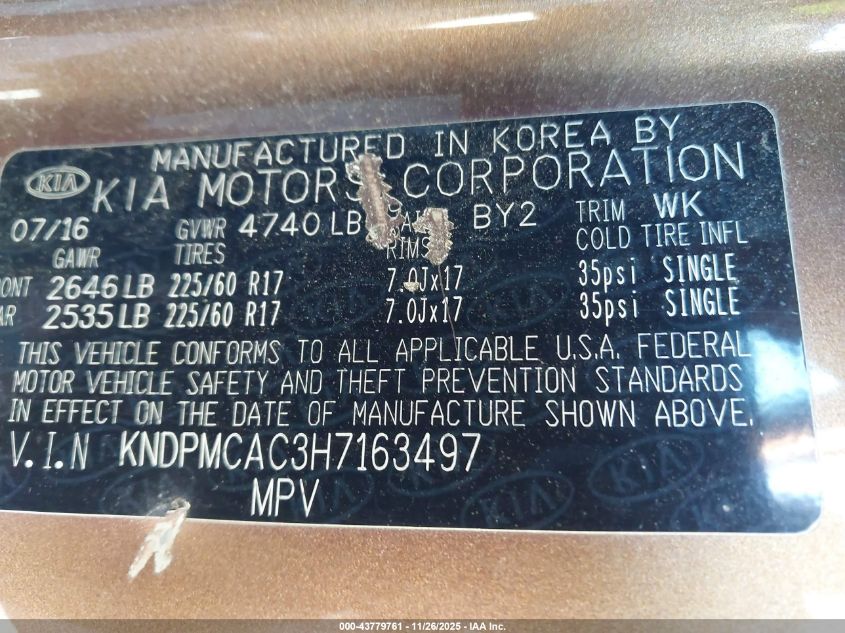 MANUFACTURED IN KOREA BY
KIA KIA MOTORS CORPORATION
07/16 GVWR 4740 LB BY2 TRIM WK
GAWR TIRES RIMS COLD TIRE INFL
2646 LB 225/60 R17 7.0Jx17 35psi SINGLE
2535 LB 225/60 R17 7.0Jx17 35psi SINGLE
THIS VEHICLE CONFORMS TO ALL APPLICABLE U.S.A. FEDERAL
MOTOR VEHICLE SAFETY AND THEFT PREVENTION STANDARDS
IN EFFECT ON THE DATE OF MANUFACTURE SHOWN ABOVE.
V.I.N KNDPMCAC3H7163497
MPV
000-43779761 - 11/26/2025 - IAA Inc.